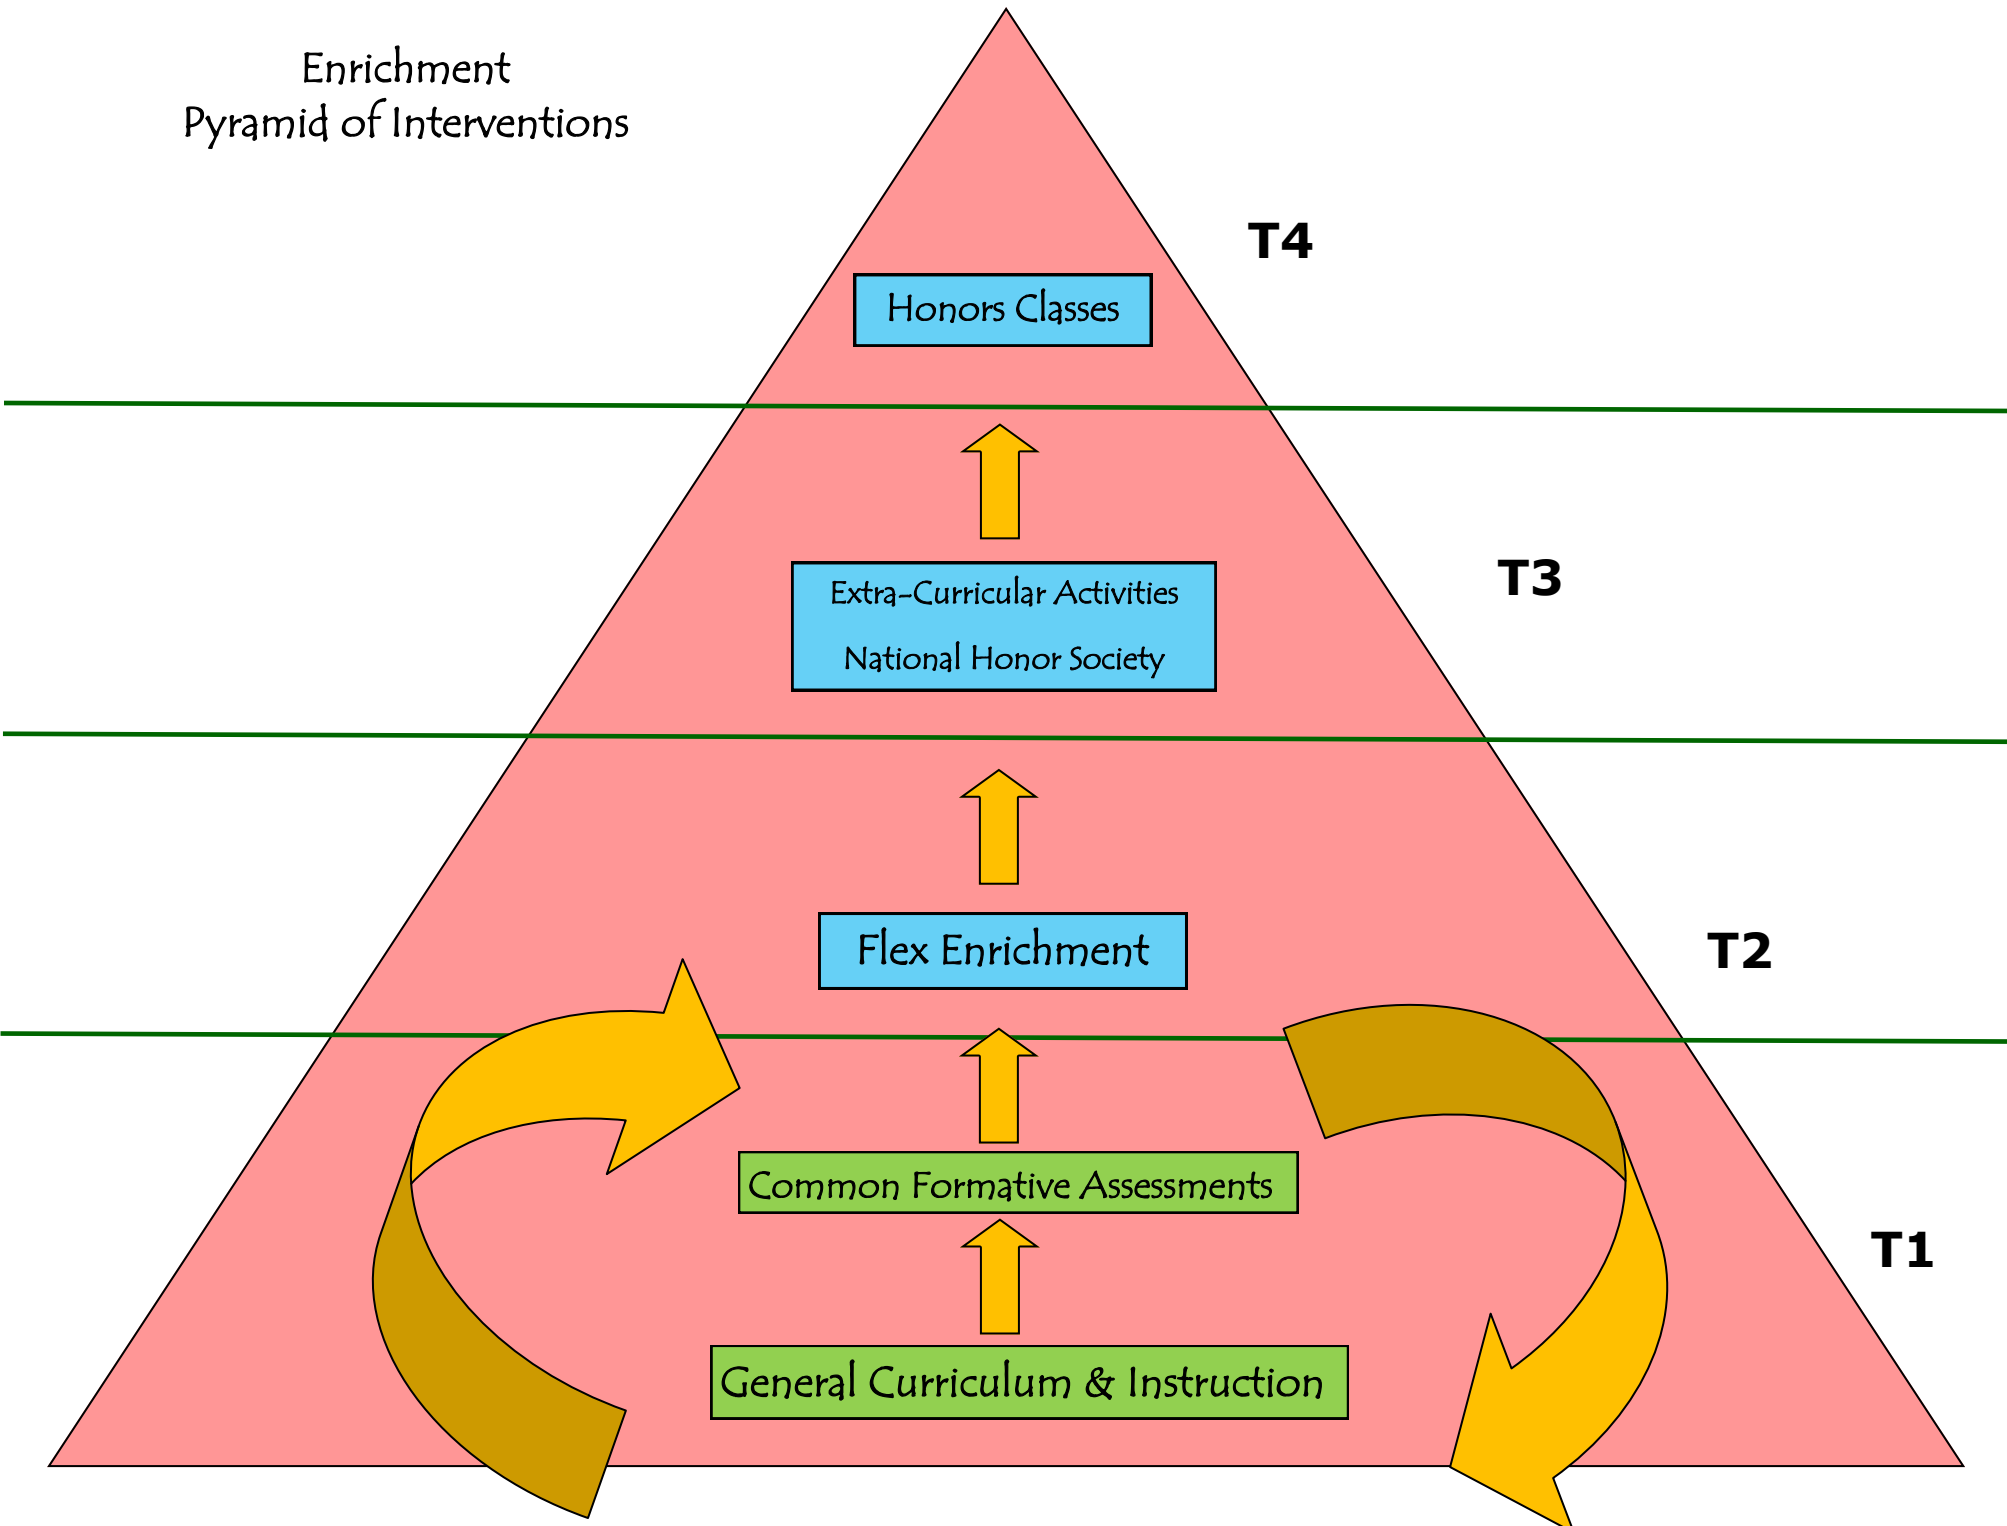 Enrichment
Pyramid of Interventions
T4
Honors Classes
T3
Extra-Curricular Activities
National Honor Society
T2
Flex Enrichment
T1
Common Formative Assessments
General Curriculum & Instruction